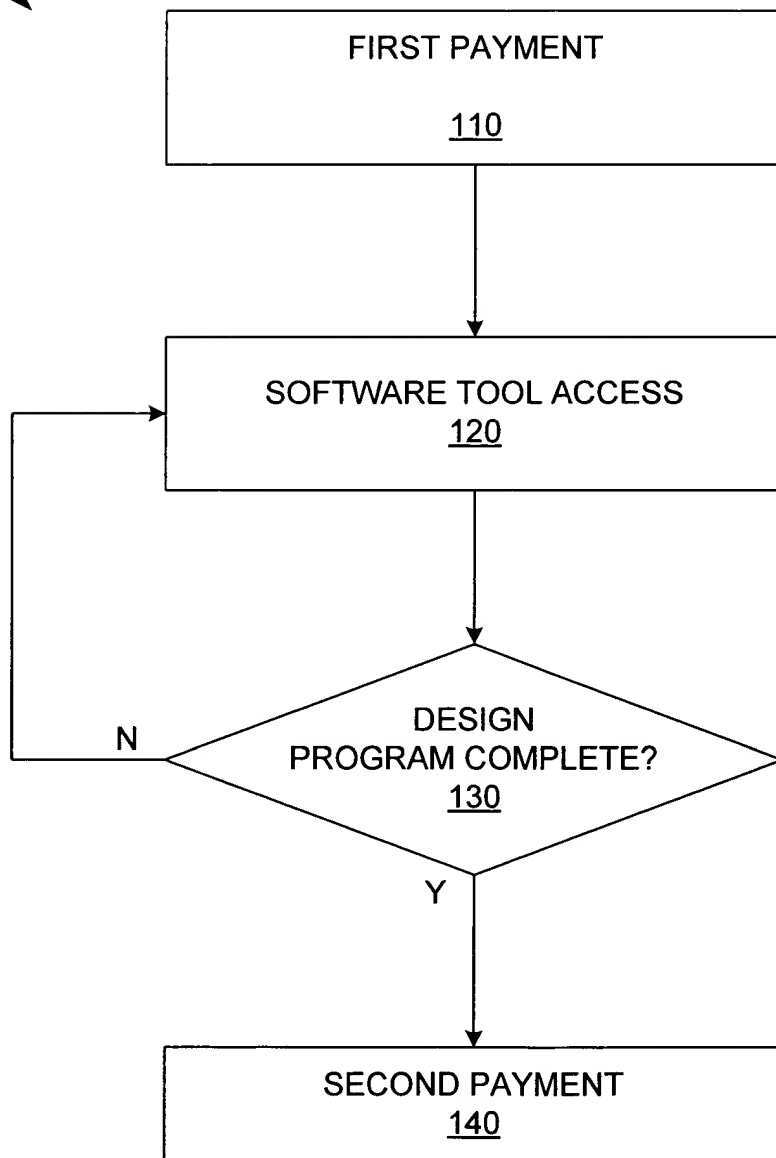 FIRST PAYMENT
110
SOFTWARE TOOL ACCESS
120
DESIGN
PROGRAM COMPLETE?
130
N
Y
SECOND PAYMENT
140